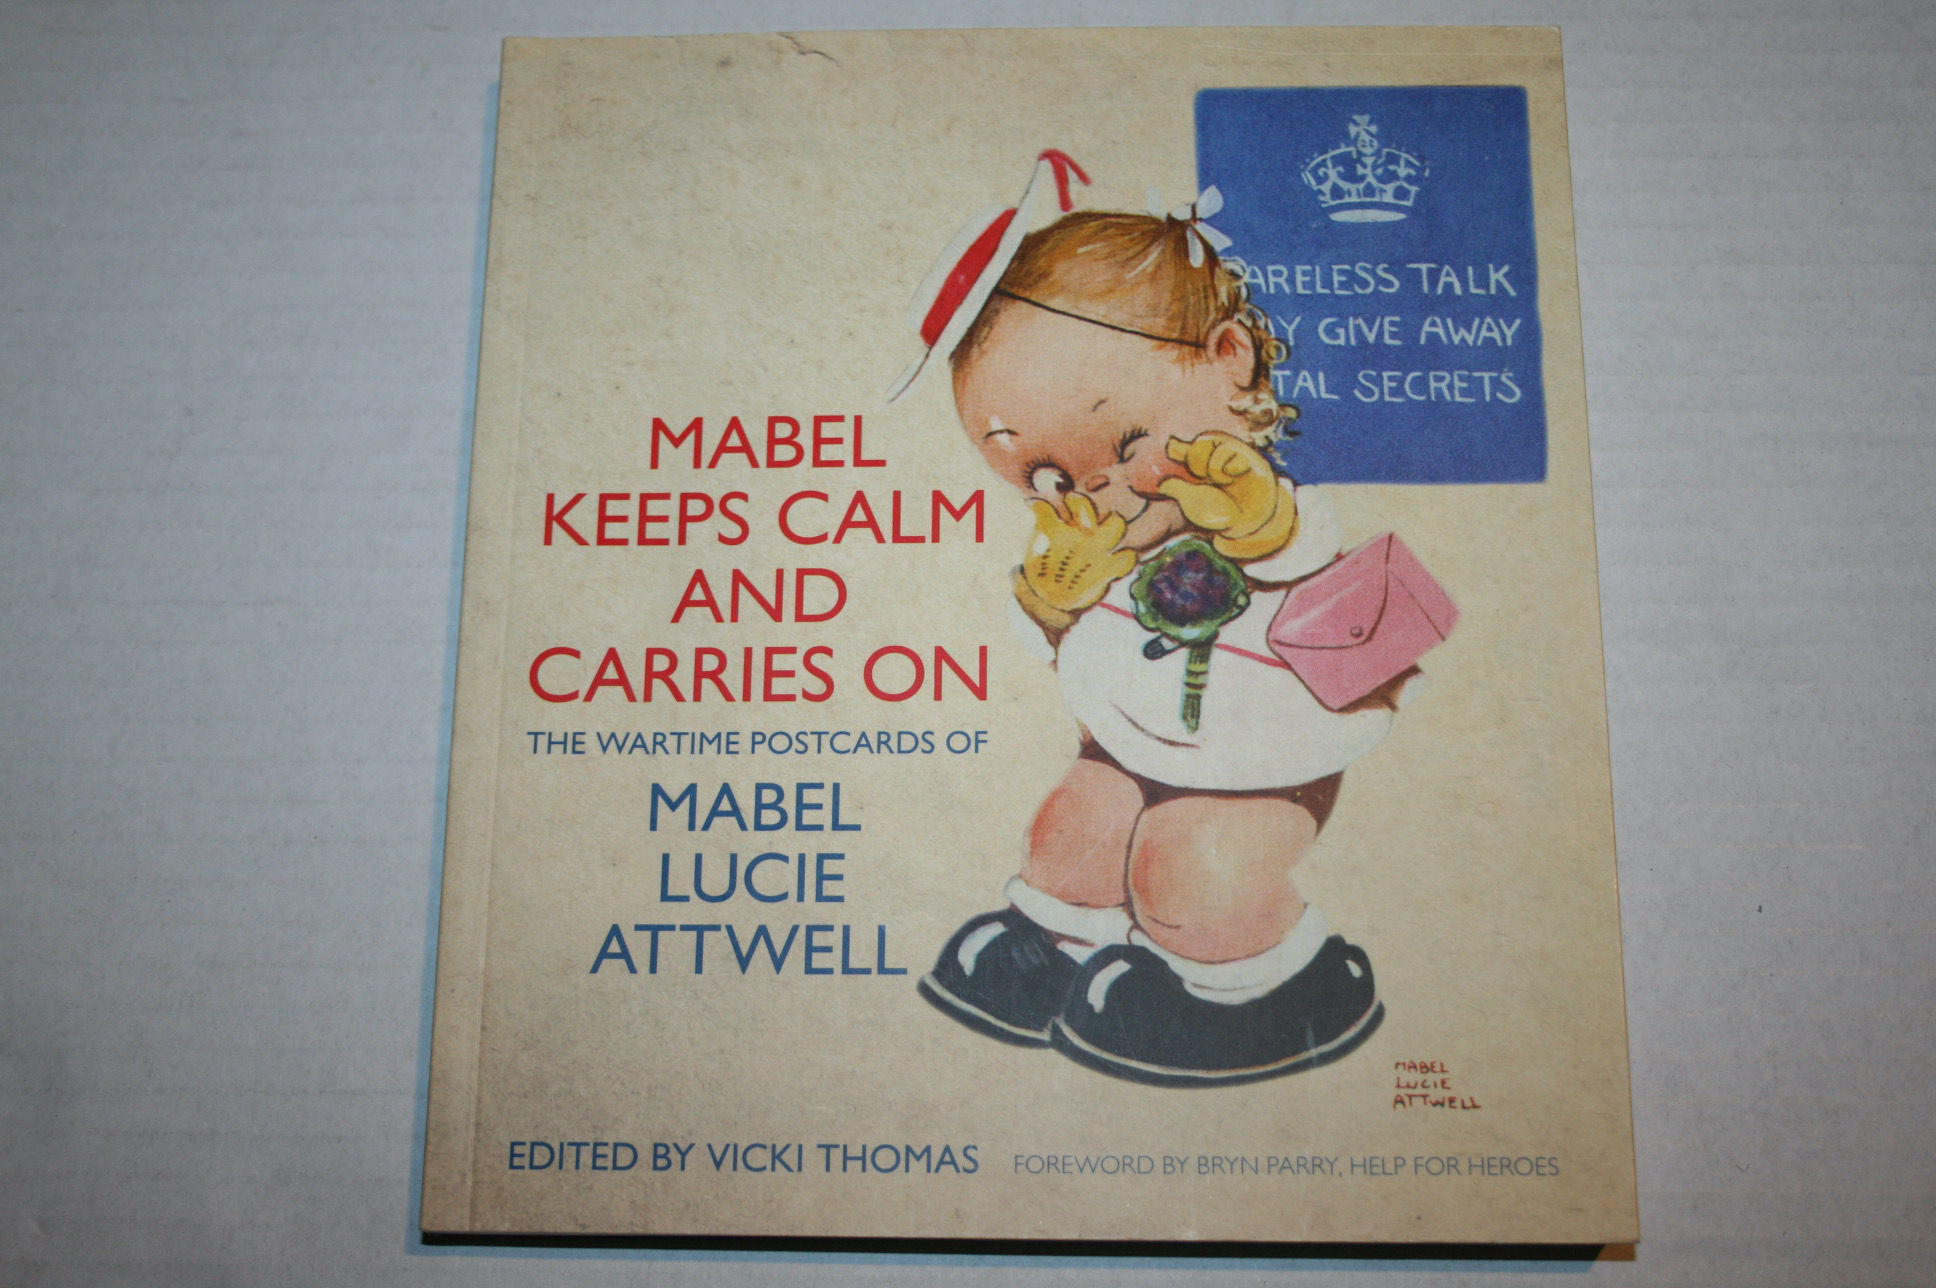 ARELESS TALK
Y GIVE AWAY
TAL SECRETS
MABEL
KEEPS CALM
AND
CARRIES ON
THE WARTIME POSTCARDS OF
MABEL
LUCIE
ATTWELL
MABEL
LUCIE
ATTWELL
EDITED BY VICKI THOMAS FOREWORD BY BRYN PARRY, HELP FOR HEROES